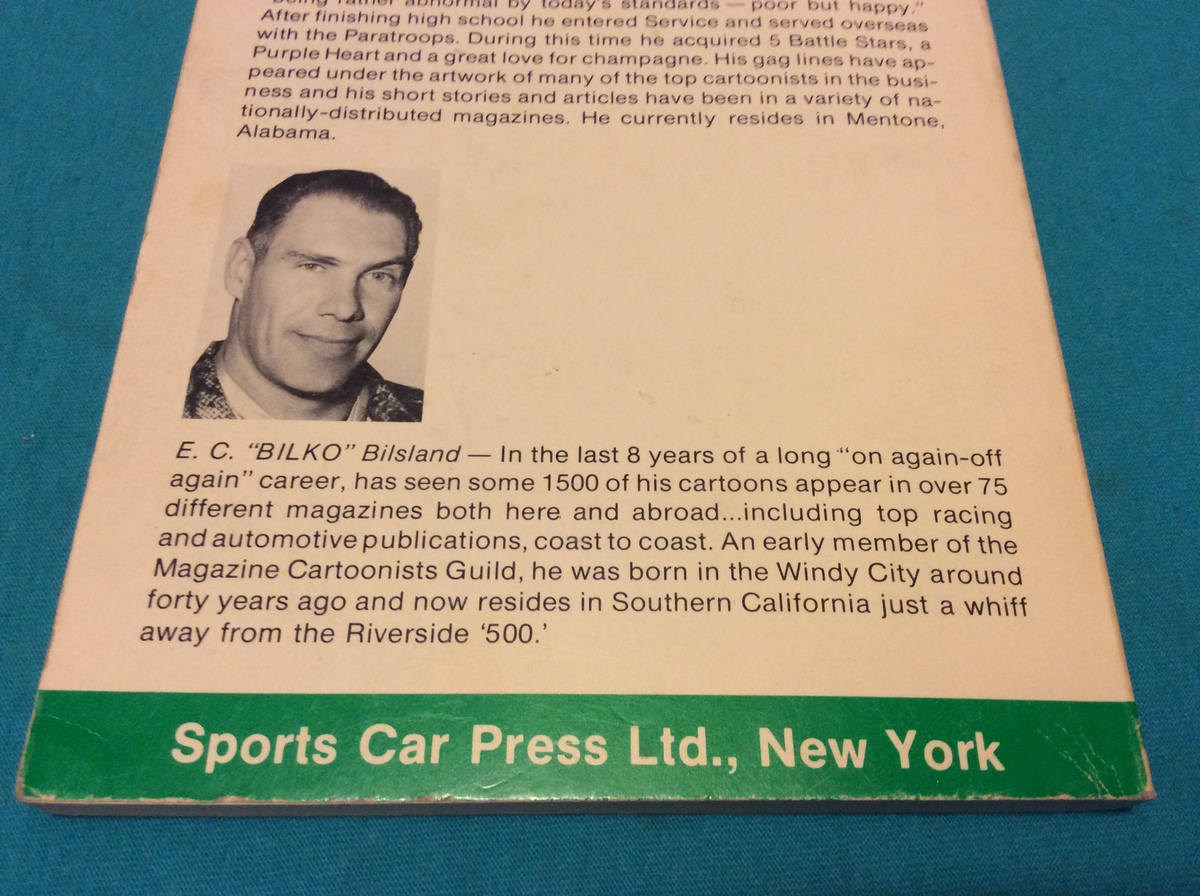 being rather abnormal by today's standards — poor but happy."
After finishing high school he entered Service and served overseas
with the Paratroops. During this time he acquired 5 Battle Stars, a
Purple Heart and a great love for champagne. His gag lines have ap-
peared under the artwork of many of the top cartoonists in the busi-
ness and his short stories and articles have been in a variety of na-
tionally-distributed magazines. He currently resides in Mentone,
Alabama.
E. C. “BILKO” Bilsland — In the last 8 years of a long “on again-off
again” career, has seen some 1500 of his cartoons appear in over 75
different magazines both here and abroad...including top racing
and automotive publications, coast to coast. An early member of the
Magazine Cartoonists Guild, he was born in the Windy City around
forty years ago and now resides in Southern California just a whiff
away from the Riverside ‘500.’
Sports Car Press Ltd., New York